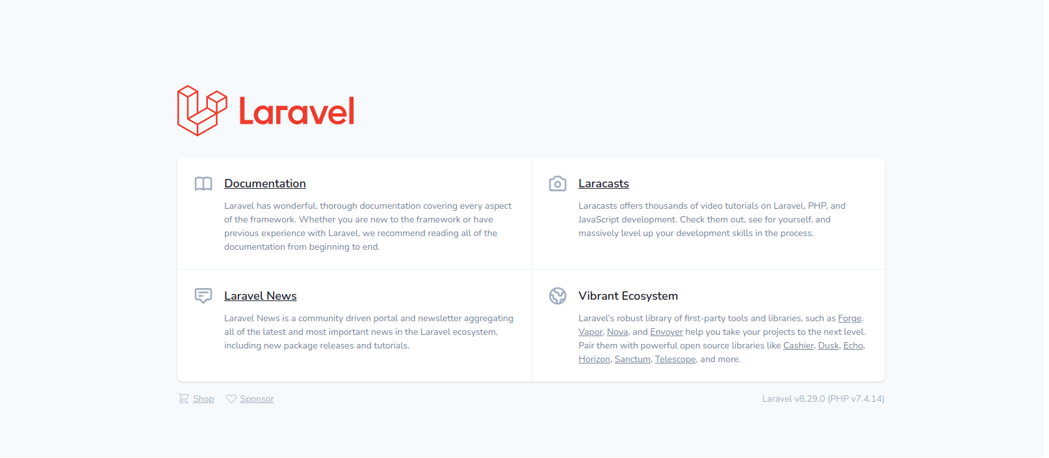 Laravel
Documentation
Laravel has wonderful, thorough documentation covering every aspect
of the framework. Whether you are new to the framework or have
previous experience with Laravel, we recommend reading all of the
documentation from beginning to end.
Laracasts
Laracasts offers thousands of video tutorials on Laravel, PHP, and
JavaScript development. Check them out, see for yourself, and
massively level up your development skills in the process.
Laravel News
Laravel News is a community driven portal and newsletter aggregating
all of the latest and most important news in the Laravel ecosystem,
including new package releases and tutorials.
Vibrant Ecosystem
Laravel's robust library of first-party tools and libraries, such as Forge,
Vapor, Nova, and Envoyer help you take your projects to the next level.
Pair them with powerful open source libraries like Cashier, Dusk, Echo,
Horizon, Sanctum, Telescope, and more.
Shop Sponsor
Laravel v8.29.0 (PHP v7.4.14)